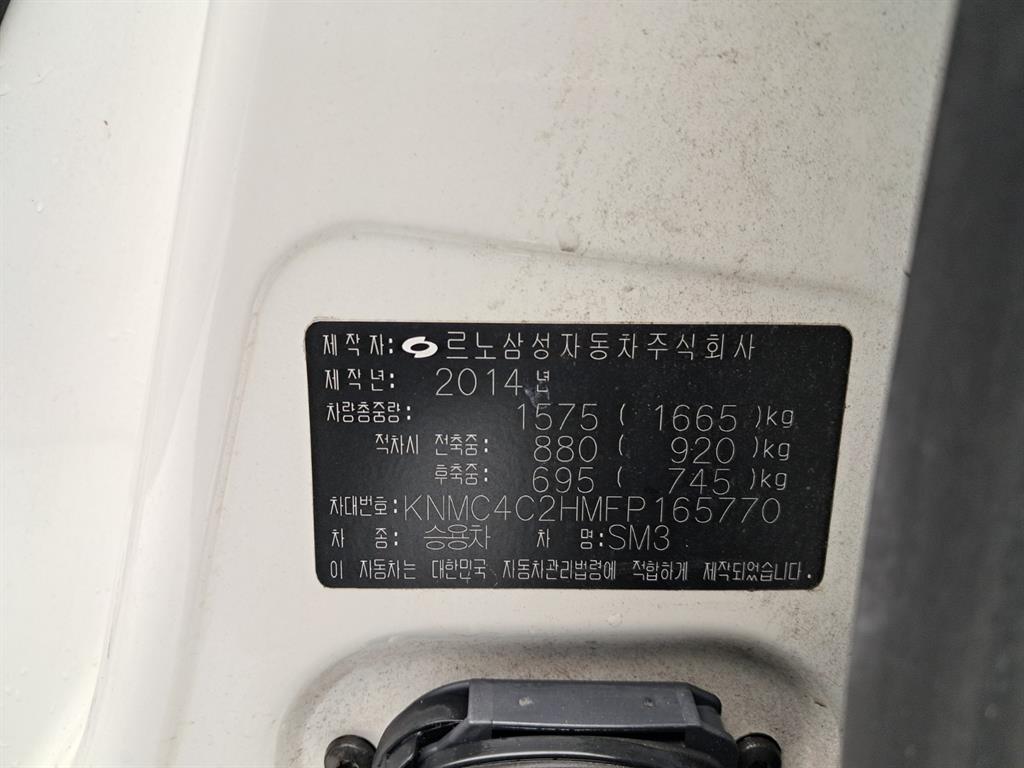 제작자: 르노삼성자동차주식회사
제작년: 2014년
차량총중량: 1575 ( 1665 )kg
적차시 전축중: 880 ( 920 )kg
후축중: 695 ( 745 )kg
차대번호: KNMC4C2HMFP165770
차 종: 승용차 차 명: SM3
이 자동차는 대한민국 자동차관리법령에 적합하게 제작되었습니다.